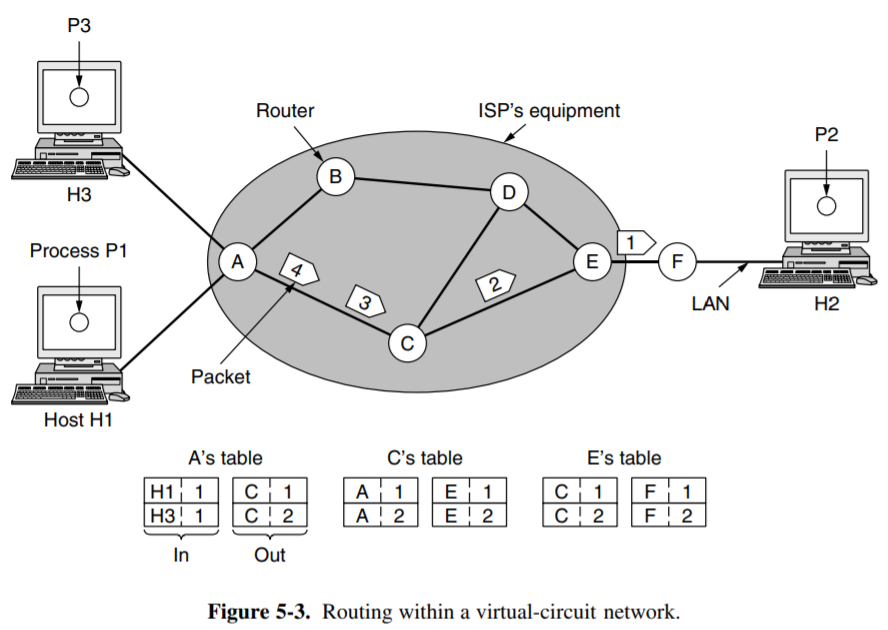 P3
Router
ISP's equipment
P2
B
D
H3
Process P1
A
4
3
2
E
1
F
C
LAN
H2
Packet
Host H1
A's table
C's table
E's table
H1 1 C 1 A 1 E 1 C 1 F 1
H3 1 C 2 A 2 E 2 C 2 F 2
In Out
Figure 5-3. Routing within a virtual-circuit network.